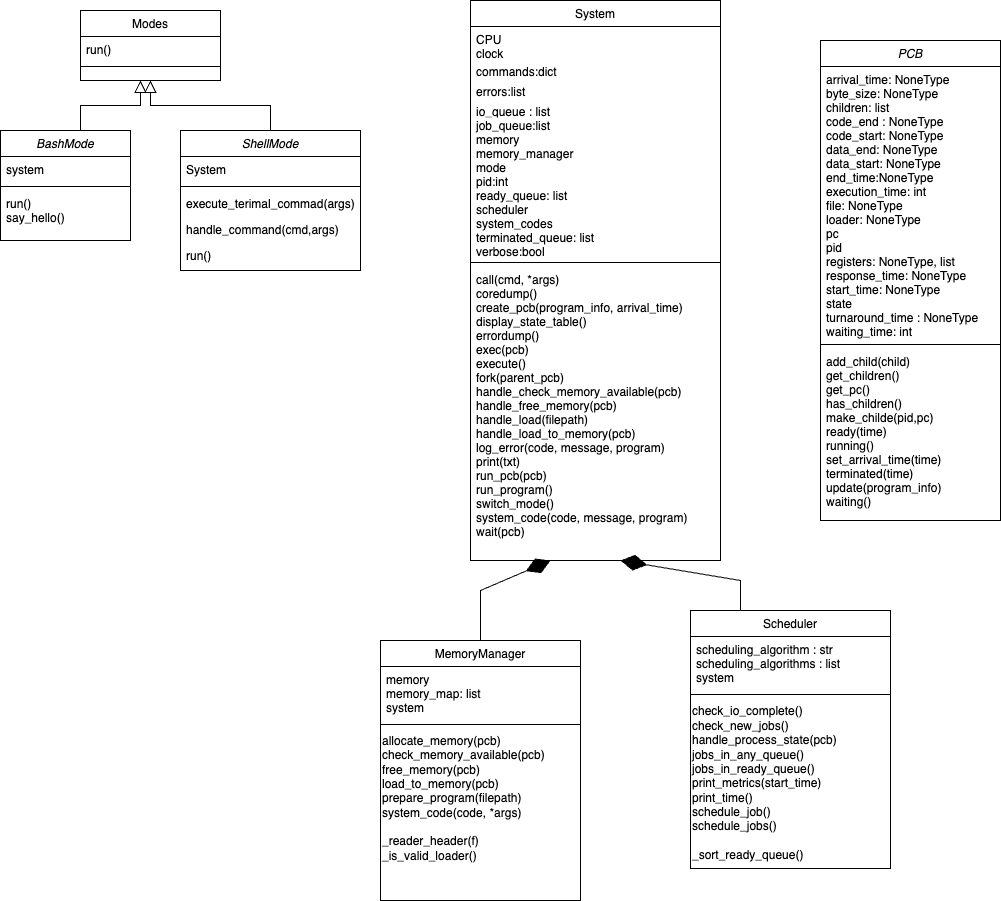 Modes
run()
BashMode
system
run()
say_hello()
ShellMode
System
execute_terimal_commad(args)
handle_command(cmd,args)
run()
System
CPU
clock
commands:dict
errors:list
io_queue : list
job_queue:list
memory
memory_manager
mode
pid:int
ready_queue: list
scheduler
system_codes
terminated_queue: list
verbose:bool
call(cmd, *args)
coredump()
create_pcb(program_info, arrival_time)
display_state_table()
errordump()
exec(pcb)
execute()
fork(parent_pcb)
handle_check_memory_available(pcb)
handle_free_memory(pcb)
handle_load(filepath)
handle_load_to_memory(pcb)
log_error(code, message, program)
print(txt)
run_pcb(pcb)
run_program()
switch_mode()
system_code(code, message, program)
wait(pcb)
PCB
arrival_time: NoneType
byte_size: NoneType
children: list
code_end : NoneType
code_start: NoneType
data_end: NoneType
data_start: NoneType
end_time:NoneType
execution_time: int
file: NoneType
loader: NoneType
pc
pid
registers: NoneType, list
response_time: NoneType
start_time: NoneType
state
turnaround_time : NoneType
waiting_time: int
add_child(child)
get_children()
get_pc()
has_children()
make_childe(pid,pc)
ready(time)
running()
set_arrival_time(time)
terminated(time)
update(program_info)
waiting()
MemoryManager
memory
memory_map: list
system
allocate_memory(pcb)
check_memory_available(pcb)
free_memory(pcb)
load_to_memory(pcb)
prepare_program(filepath)
system_code(code, *args)
_reader_header(f)
_is_valid_loader()
Scheduler
scheduling_algorithm : str
scheduling_algorithms : list
system
check_io_complete()
check_new_jobs()
handle_process_state(pcb)
jobs_in_any_queue()
jobs_in_ready_queue()
print_metrics(start_time)
print_time()
schedule_job()
schedule_jobs()
_sort_ready_queue()